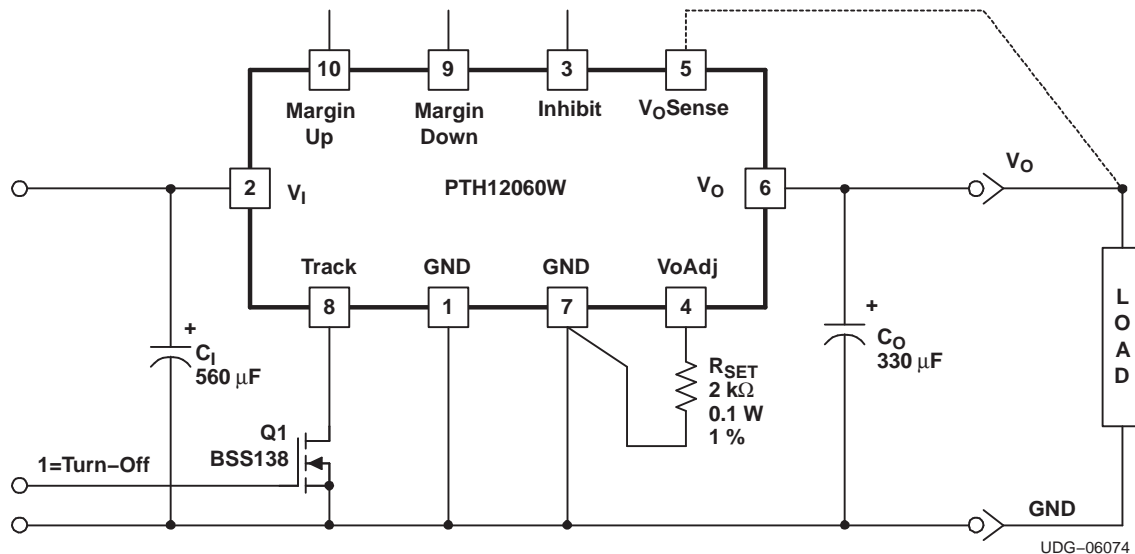 10
9
3
5
Margin
Up
Margin
Down
Inhibit
VOSense
PTH12060W
2
VI
VO
6
VO
Track
GND
GND
VoAdj
8
1
7
4
+
CI
560 μF
RSET
2 kΩ
0.1 W
1 %
+
CO
330 μF
L
O
A
D
Q1
BSS138
1=Turn–Off
GND
UDG–06074